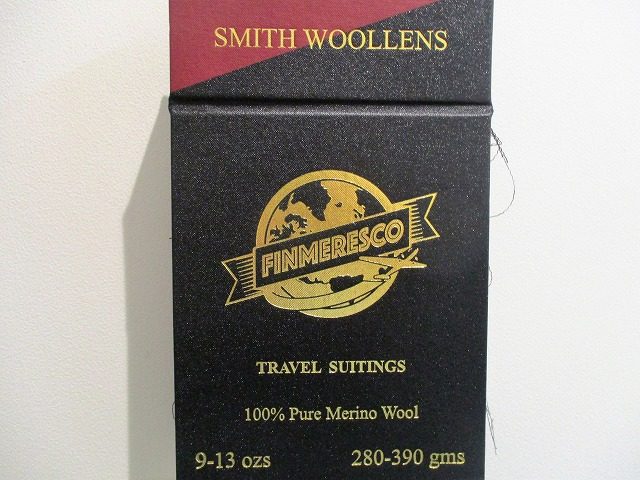 SMITH WOOLLENS
FINMERESCO
TRAVEL SUITINGS
100% Pure Merino Wool
9-13 ozs 280-390 gms